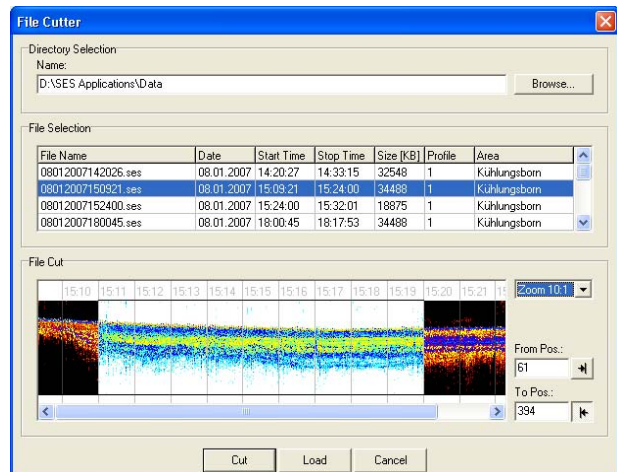 File Cutter
Directory Selection
Name:
D:\SES Applications\Data
Browse...
File Selection
File Name Date Start Time Stop Time Size [KB] Profile Area
08012007142026.ses 08.01.2007 14:20:27 14:33:15 32548 1 Kühlungsborn
08012007150921.ses 08.01.2007 15:09:21 15:24:00 34488 1 Kühlungsborn
08012007152400.ses 08.01.2007 15:24:00 15:32:01 18875 1 Kühlungsborn
08012007180045.ses 08.01.2007 18:00:45 18:17:53 34488 1 Kühlungsborn
File Cut
15:10 15:11 15:12 15:13 15:14 15:15 15:16 15:17 15:18 15:19 15:20 15:21 15
Zoom 10:1
From Pos.:
61
To Pos.:
394
Cut Load Cancel